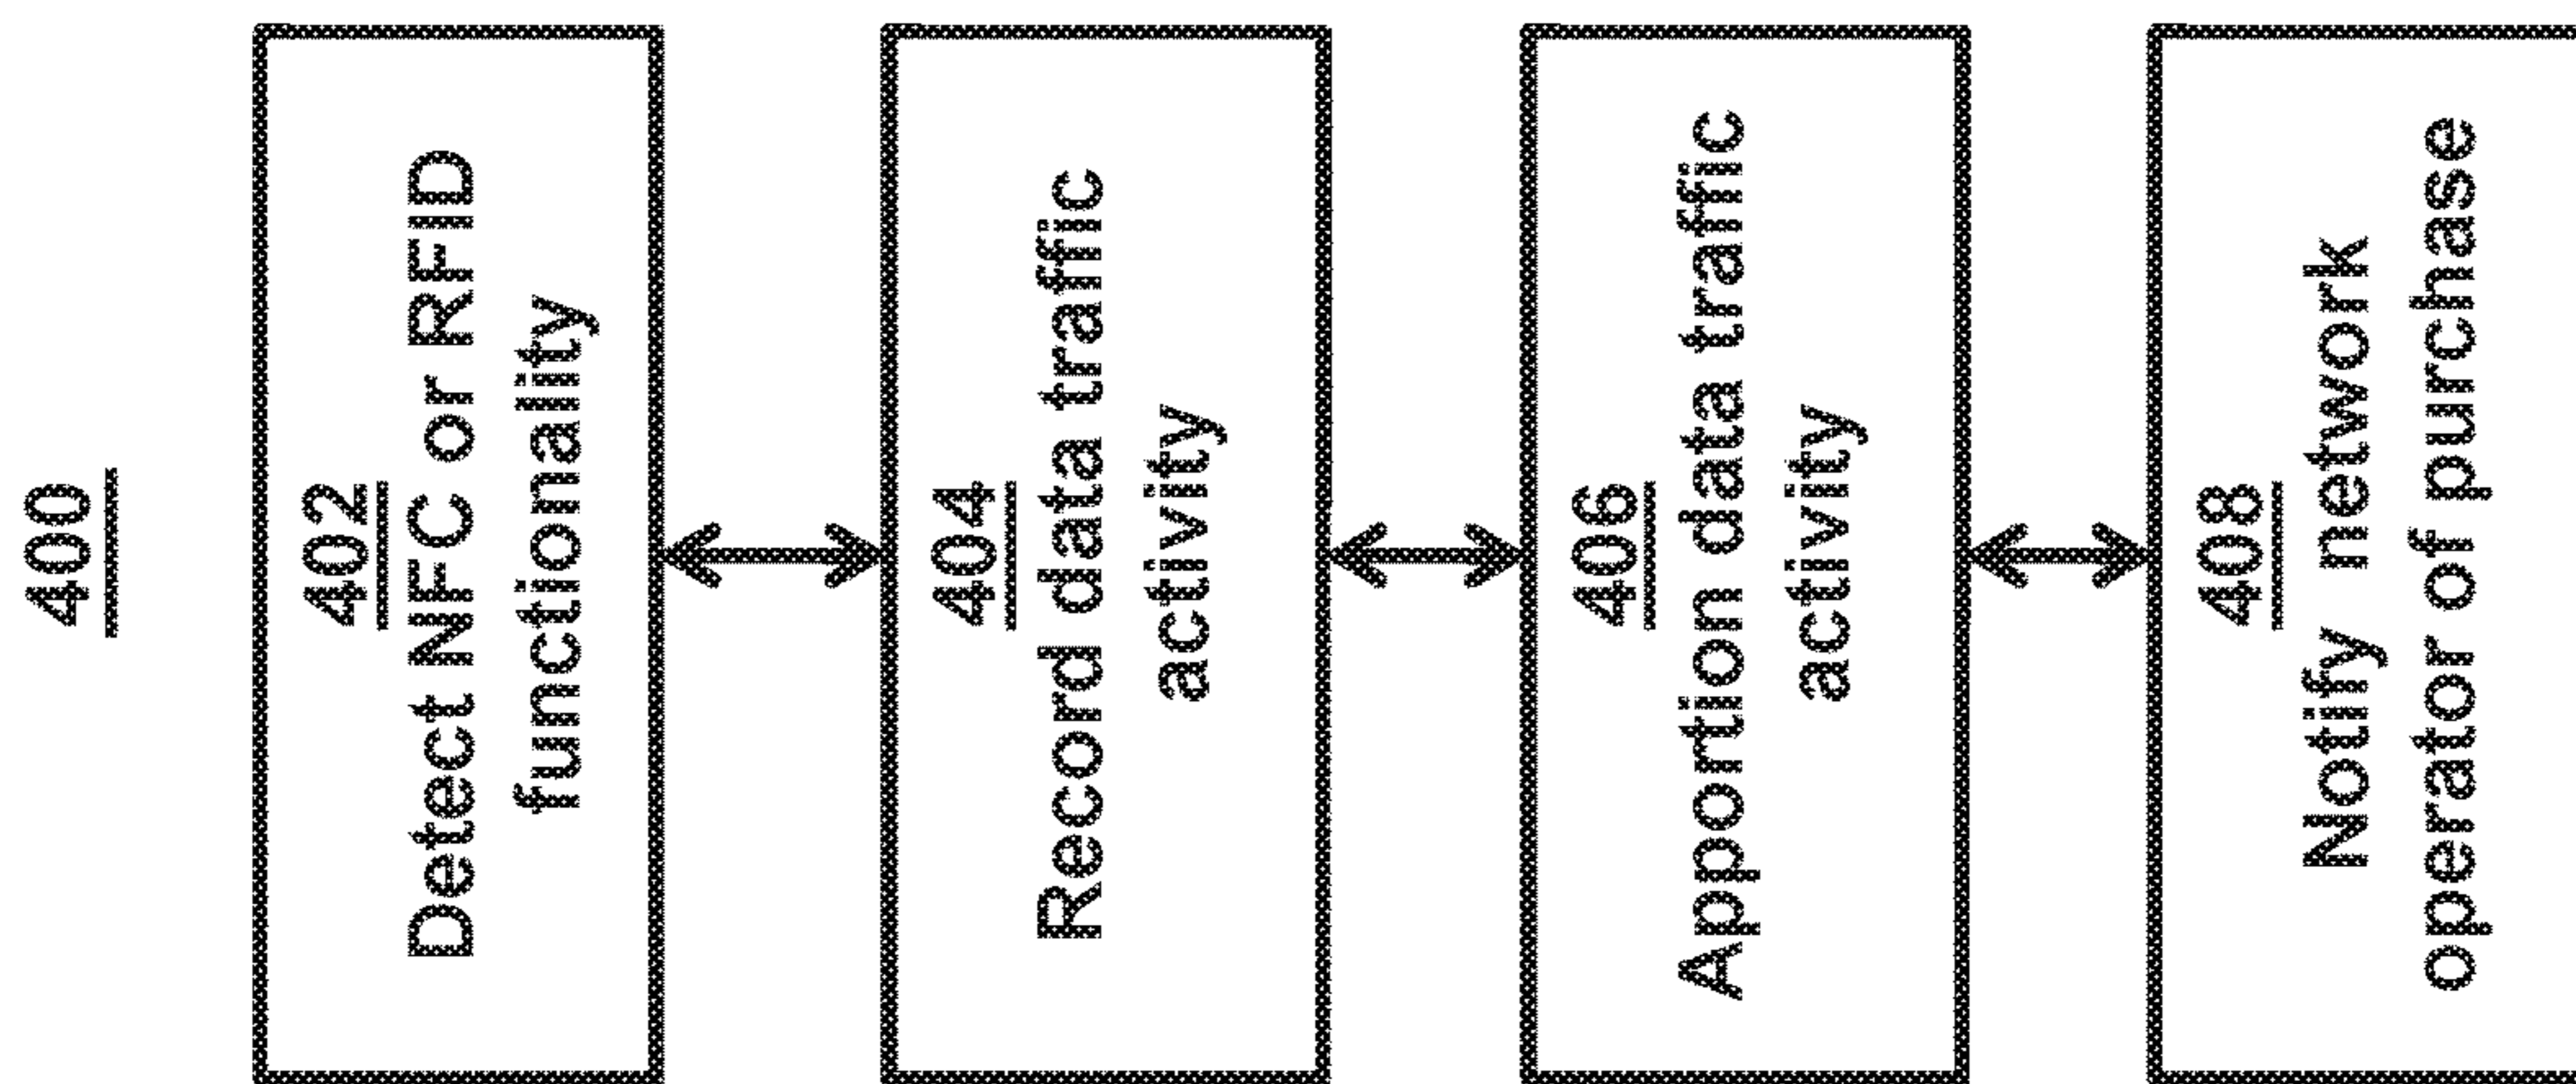 400
402
Detect NFC or RFID
functionality
404
Record data traffic
activity
406
Apportion data traffic
activity
408
Notify network
operator of purchase